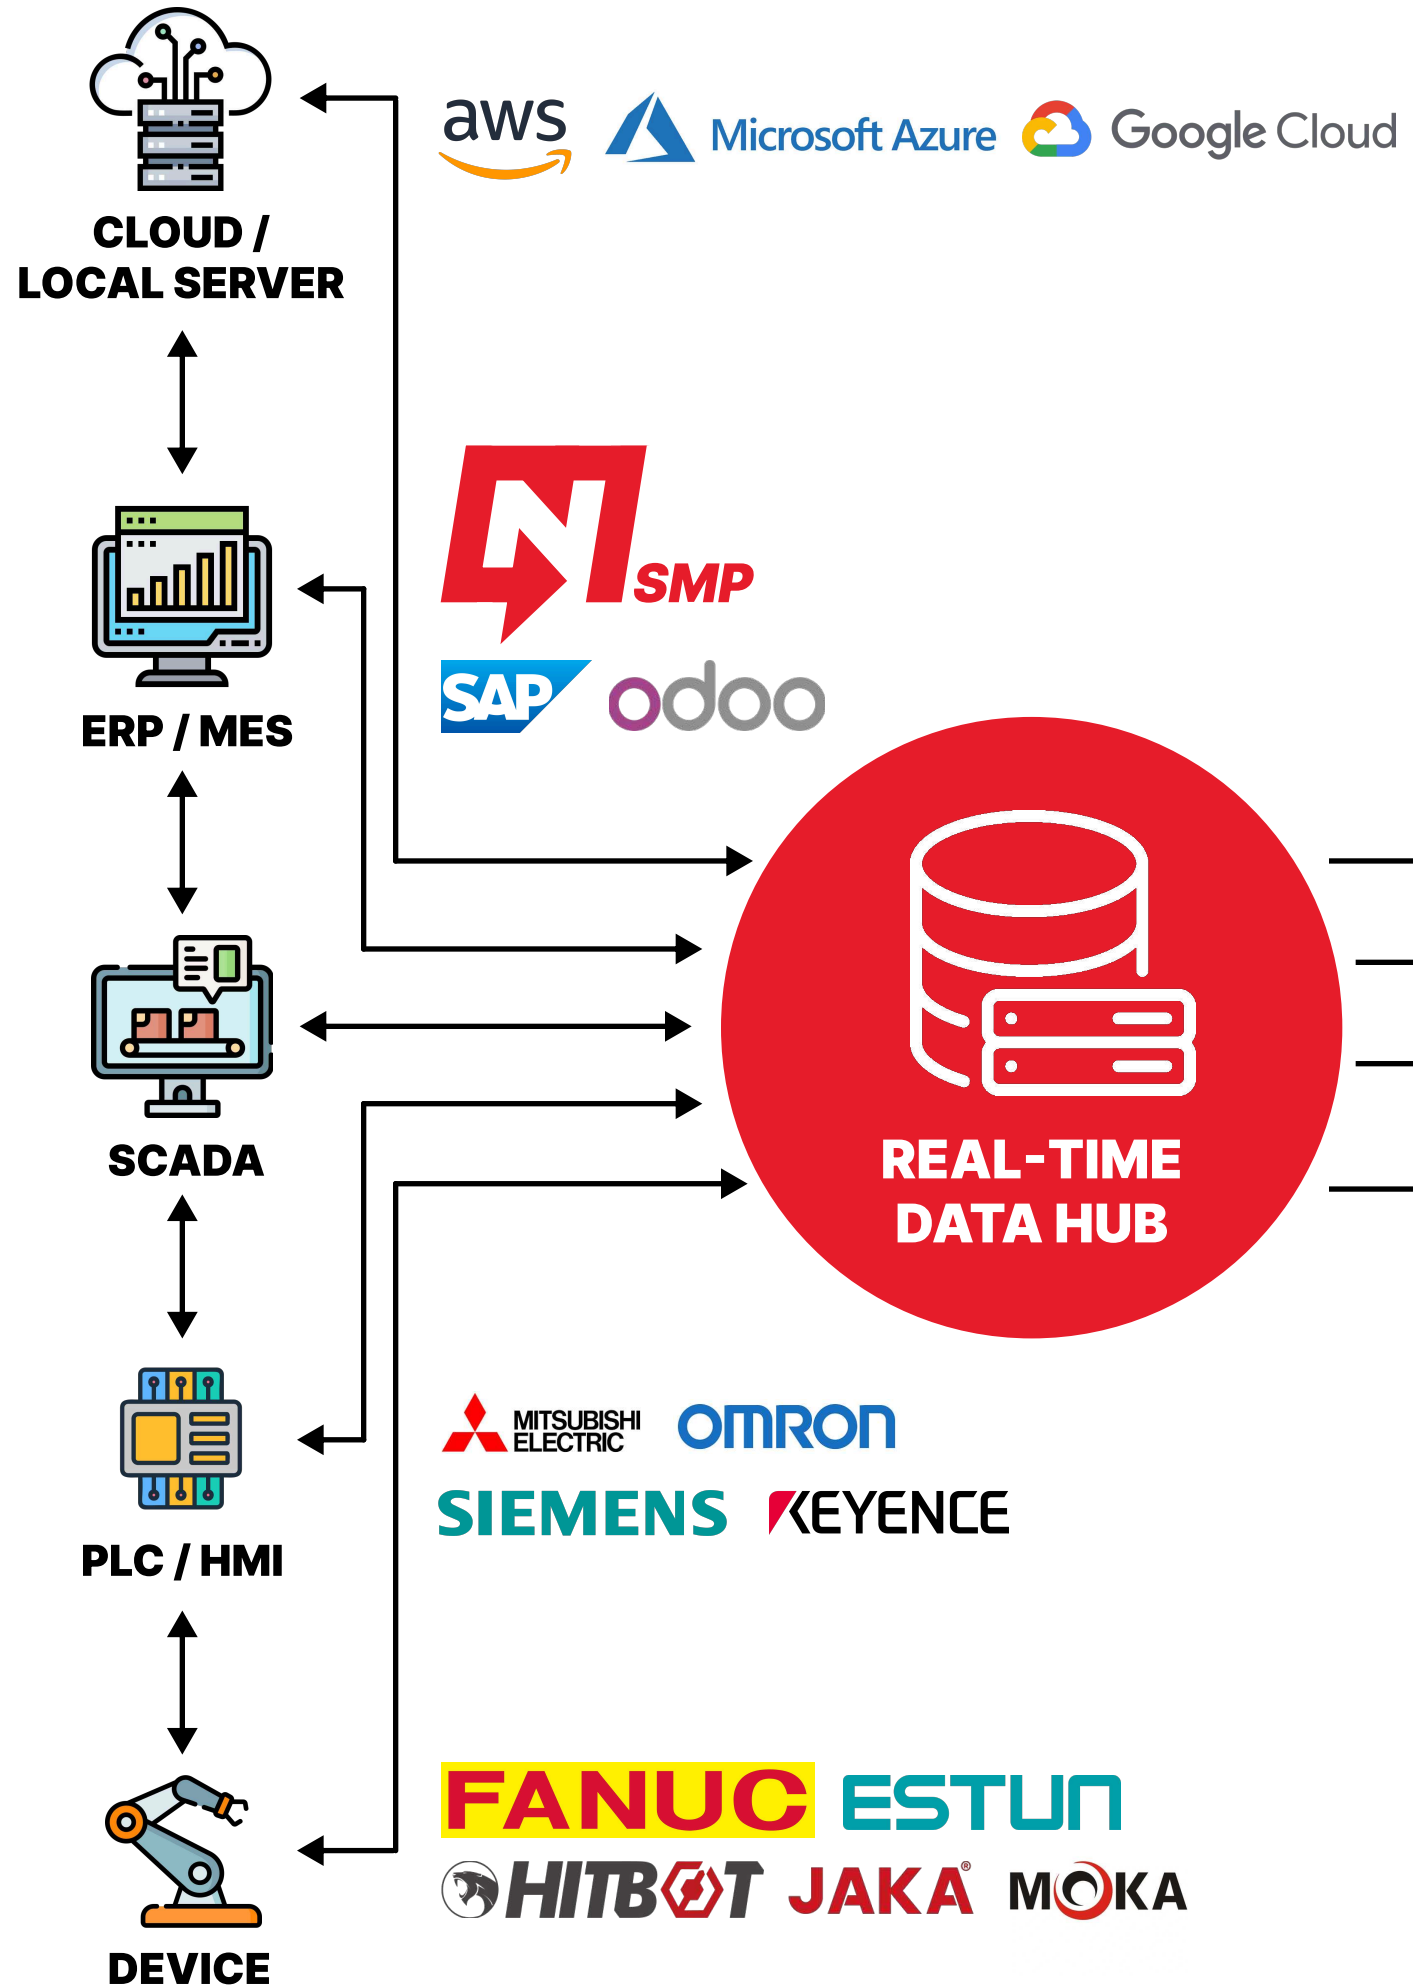 aws
Microsoft Azure
Google Cloud
CLOUD /
LOCAL SERVER
N SMP
SAP
odoo
ERP / MES
SCADA
REAL-TIME
DATA HUB
MITSUBISHI
ELECTRIC
OMRON
SIEMENS
KEYENCE
PLC / HMI
FANUC
ESTUN
HITBOT
JAKA®
MOKA
DEVICE